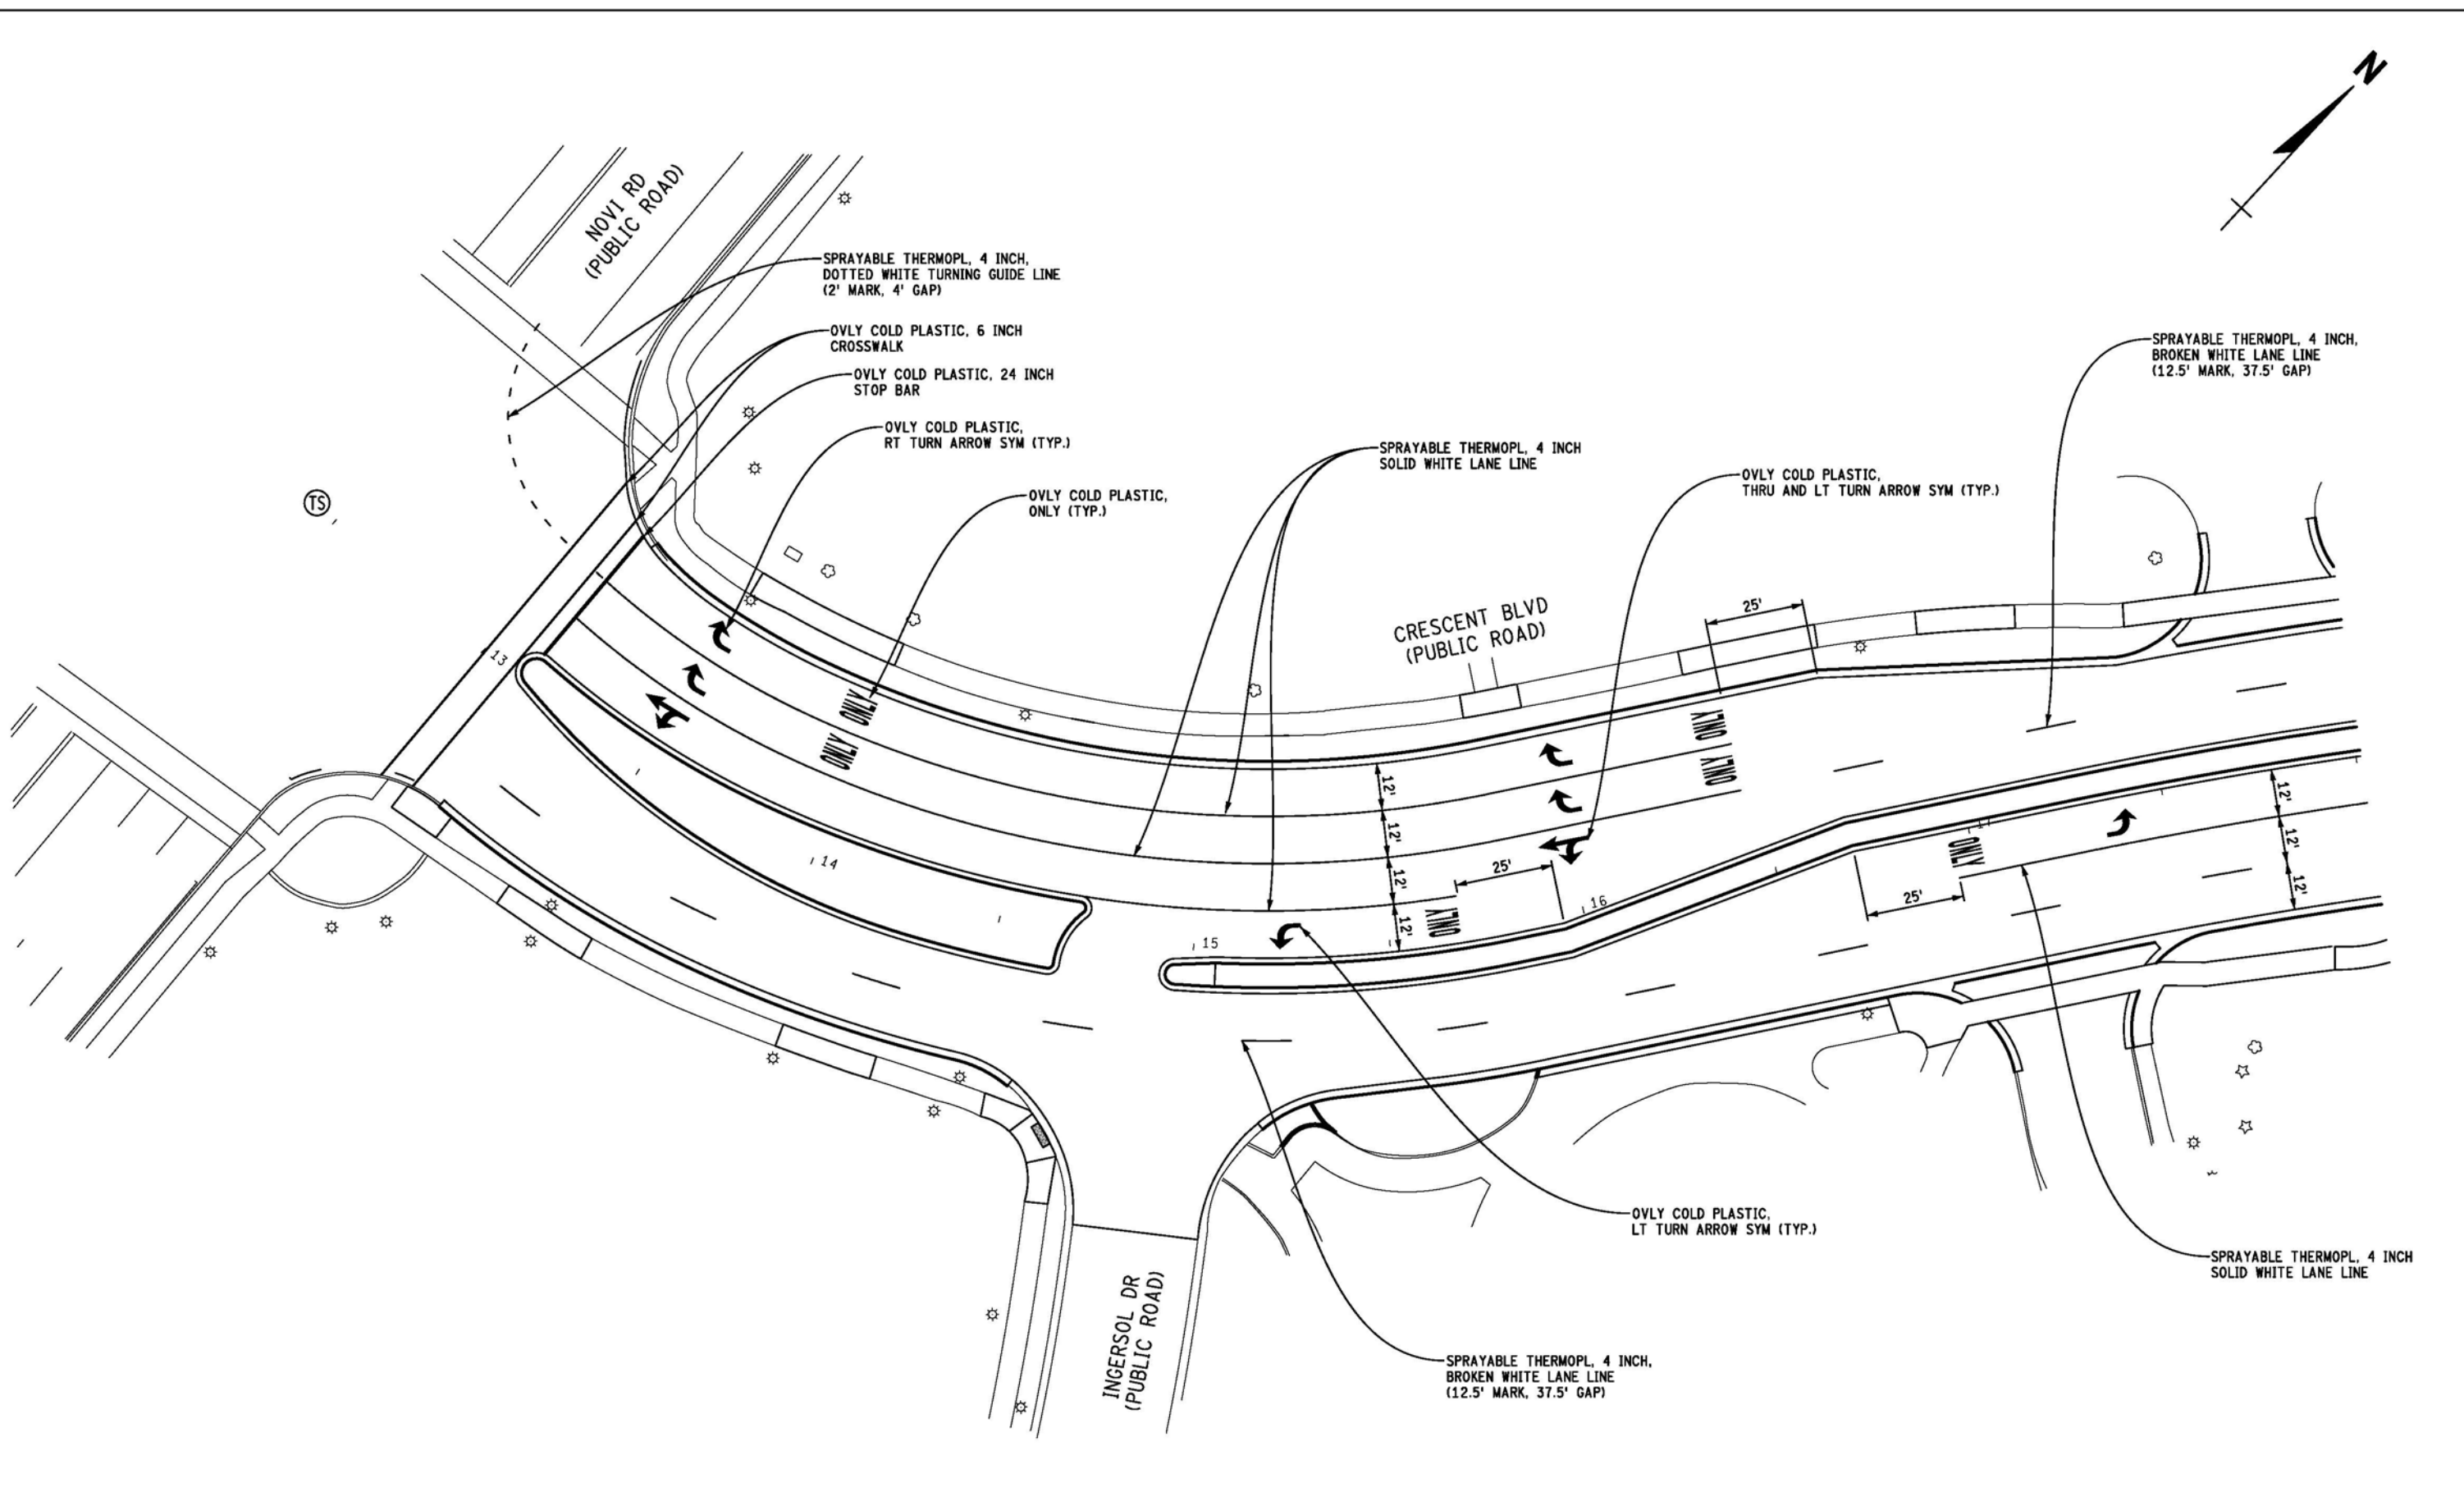 N
NOVI RD
(PUBLIC ROAD)
SPRAYABLE THERMOPL, 4 INCH,
DOTTED WHITE TURNING GUIDE LINE
(2' MARK, 4' GAP)
OVLY COLD PLASTIC, 6 INCH
CROSSWALK
OVLY COLD PLASTIC, 24 INCH
STOP BAR
OVLY COLD PLASTIC,
RT TURN ARROW SYM (TYP.)
OVLY COLD PLASTIC,
ONLY (TYP.)
SPRAYABLE THERMOPL, 4 INCH
SOLID WHITE LANE LINE
OVLY COLD PLASTIC,
THRU AND LT TURN ARROW SYM (TYP.)
SPRAYABLE THERMOPL, 4 INCH,
BROKEN WHITE LANE LINE
(12.5' MARK, 37.5' GAP)
TS
CRESCENT BLVD
(PUBLIC ROAD)
25'
13
ONLY
ONLY
ONLY
ONLY
12'
12'
12'
12'
14
15
ONLY
25'
16
17
ONLY
25'
12'
12'
12'
OVLY COLD PLASTIC,
LT TURN ARROW SYM (TYP.)
SPRAYABLE THERMOPL, 4 INCH
SOLID WHITE LANE LINE
INGERSOL DR
(PUBLIC ROAD)
SPRAYABLE THERMOPL, 4 INCH,
BROKEN WHITE LANE LINE
(12.5' MARK, 37.5' GAP)